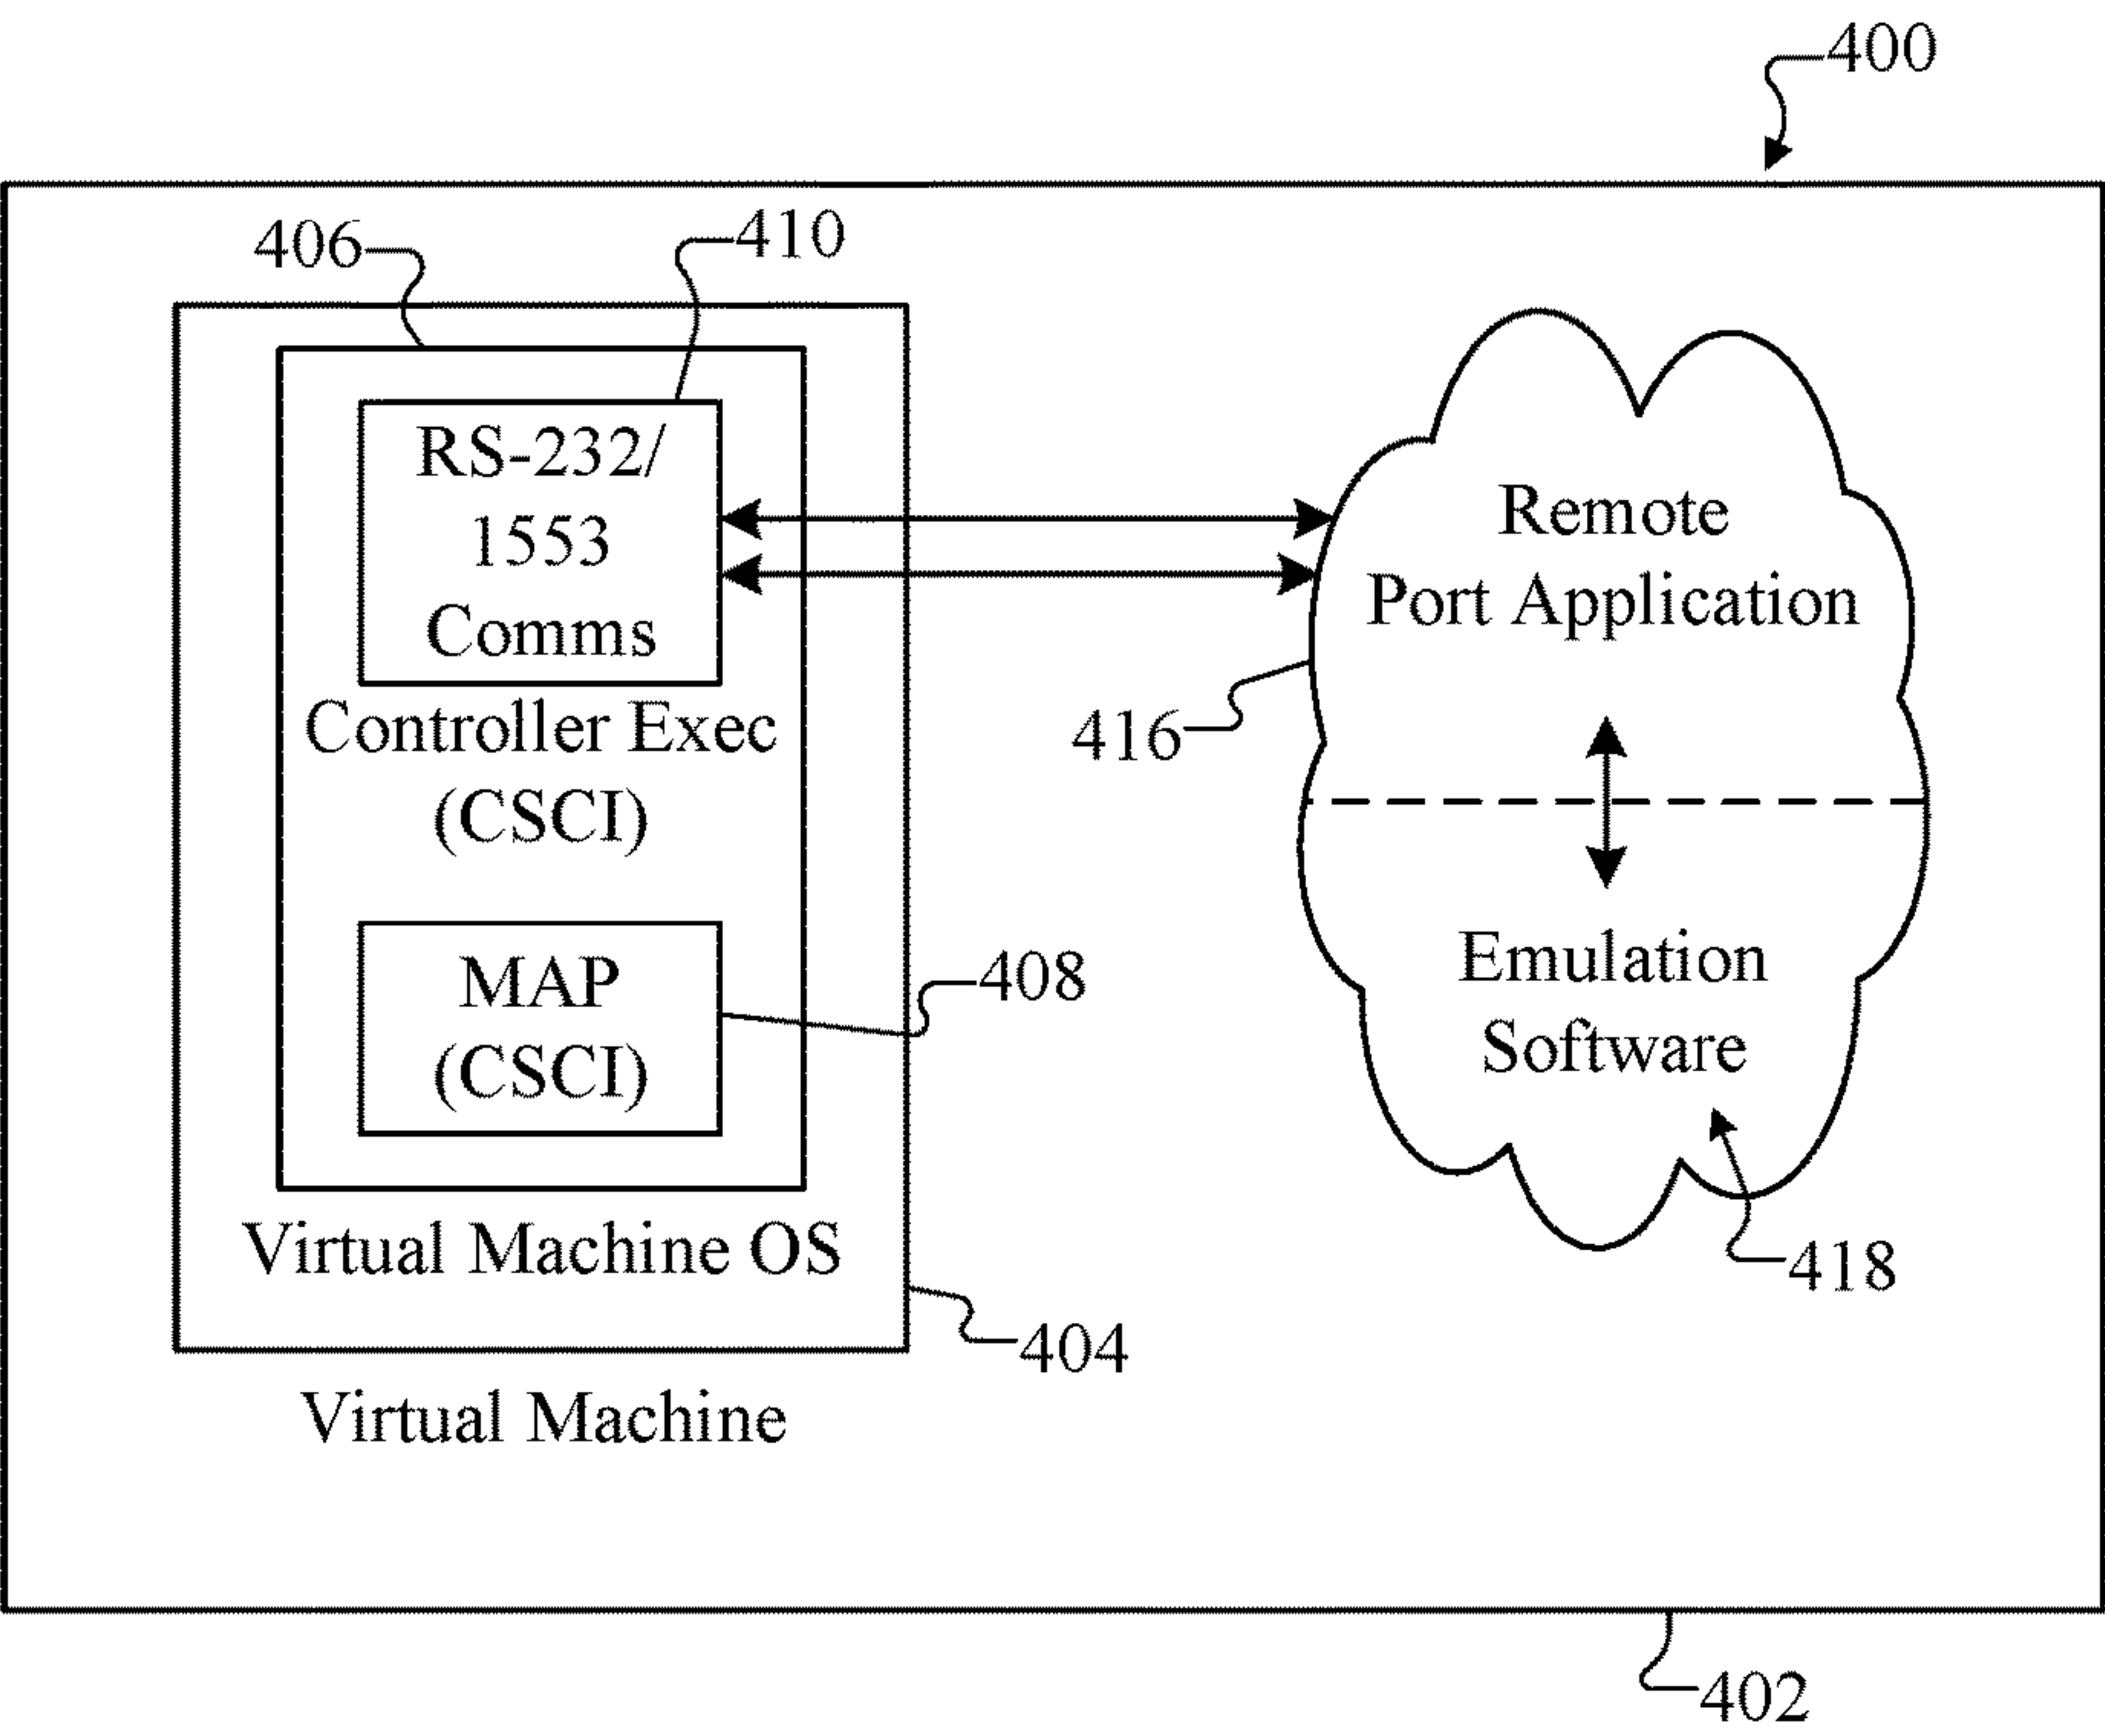 400
406
410
RS-232/
1553
Comms
Controller Exec
(CSCI)
MAP
(CSCI)
408
Virtual Machine OS
404
Virtual Machine
Remote
Port Application
416
Emulation
Software
418
402